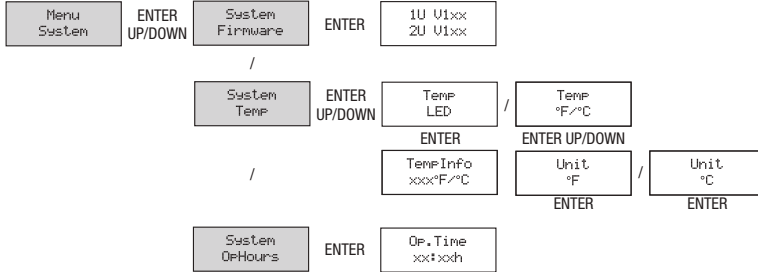 Menu
System
ENTER
UP/DOWN
System
Firmware
ENTER
1U V1xx
2U V1xx
/
System
Temp
ENTER
UP/DOWN
Temp
LED
/
Temp
°F/°C
ENTER
ENTER UP/DOWN
/
TempInfo
xxx°F/°C
Unit
°F
/
Unit
°C
ENTER
ENTER
System
OpHours
ENTER
Op.Time
xx:xxh